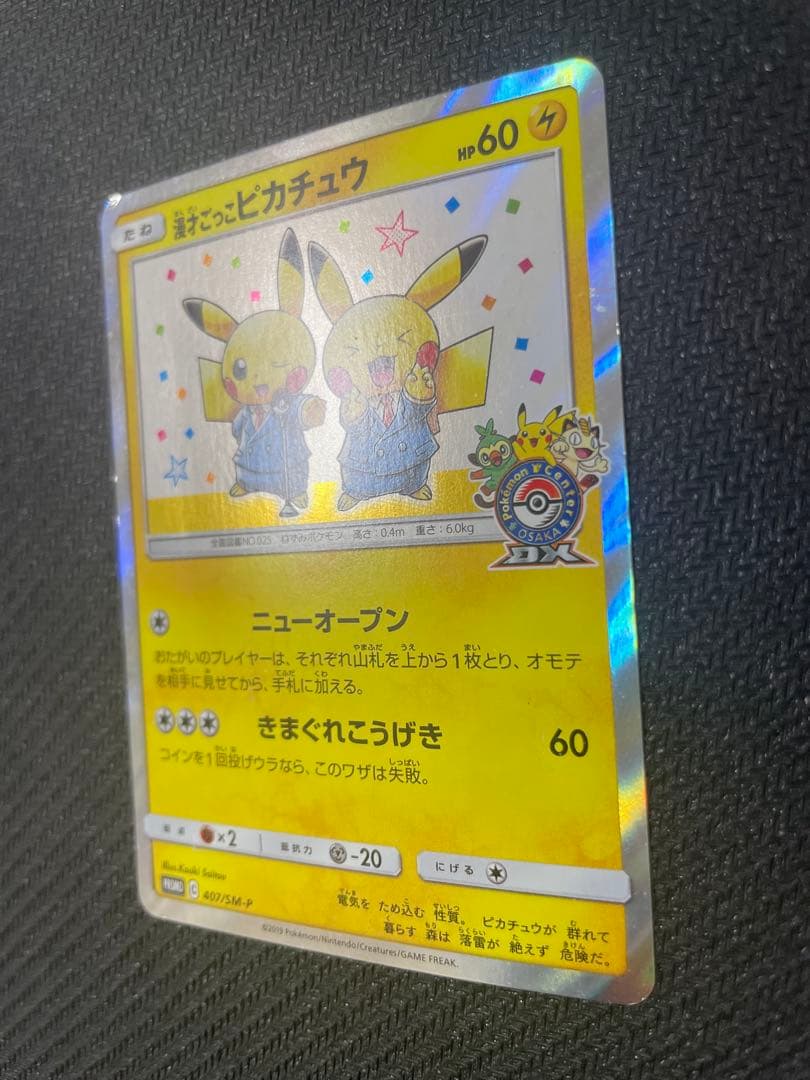 たね
漫才ごっこピカチュウ
HP60
Pokémon Center
OSAKA
DX
全国図鑑NO.025 ねずみポケモン 高さ:0.4m 重さ:6.0kg
ニューオープン
おたがいのプレイヤーは、それぞれ山札を上から1枚とり、オモテ
を相手に見せてから、手札に加える。
きまぐれこうげき 60
コインを1回投げウラなら、このワザは失敗。
弱点 ×2 抵抗力 -20 にげる
Illus.Kouki Saitou
PROMO C 407/SM-P
電気を ため込む 性質。 ピカチュウが 群れて
暮らす 森は 落雷が 絶えず 危険だ。
©2019 Pokémon/Nintendo/Creatures/GAME FREAK.